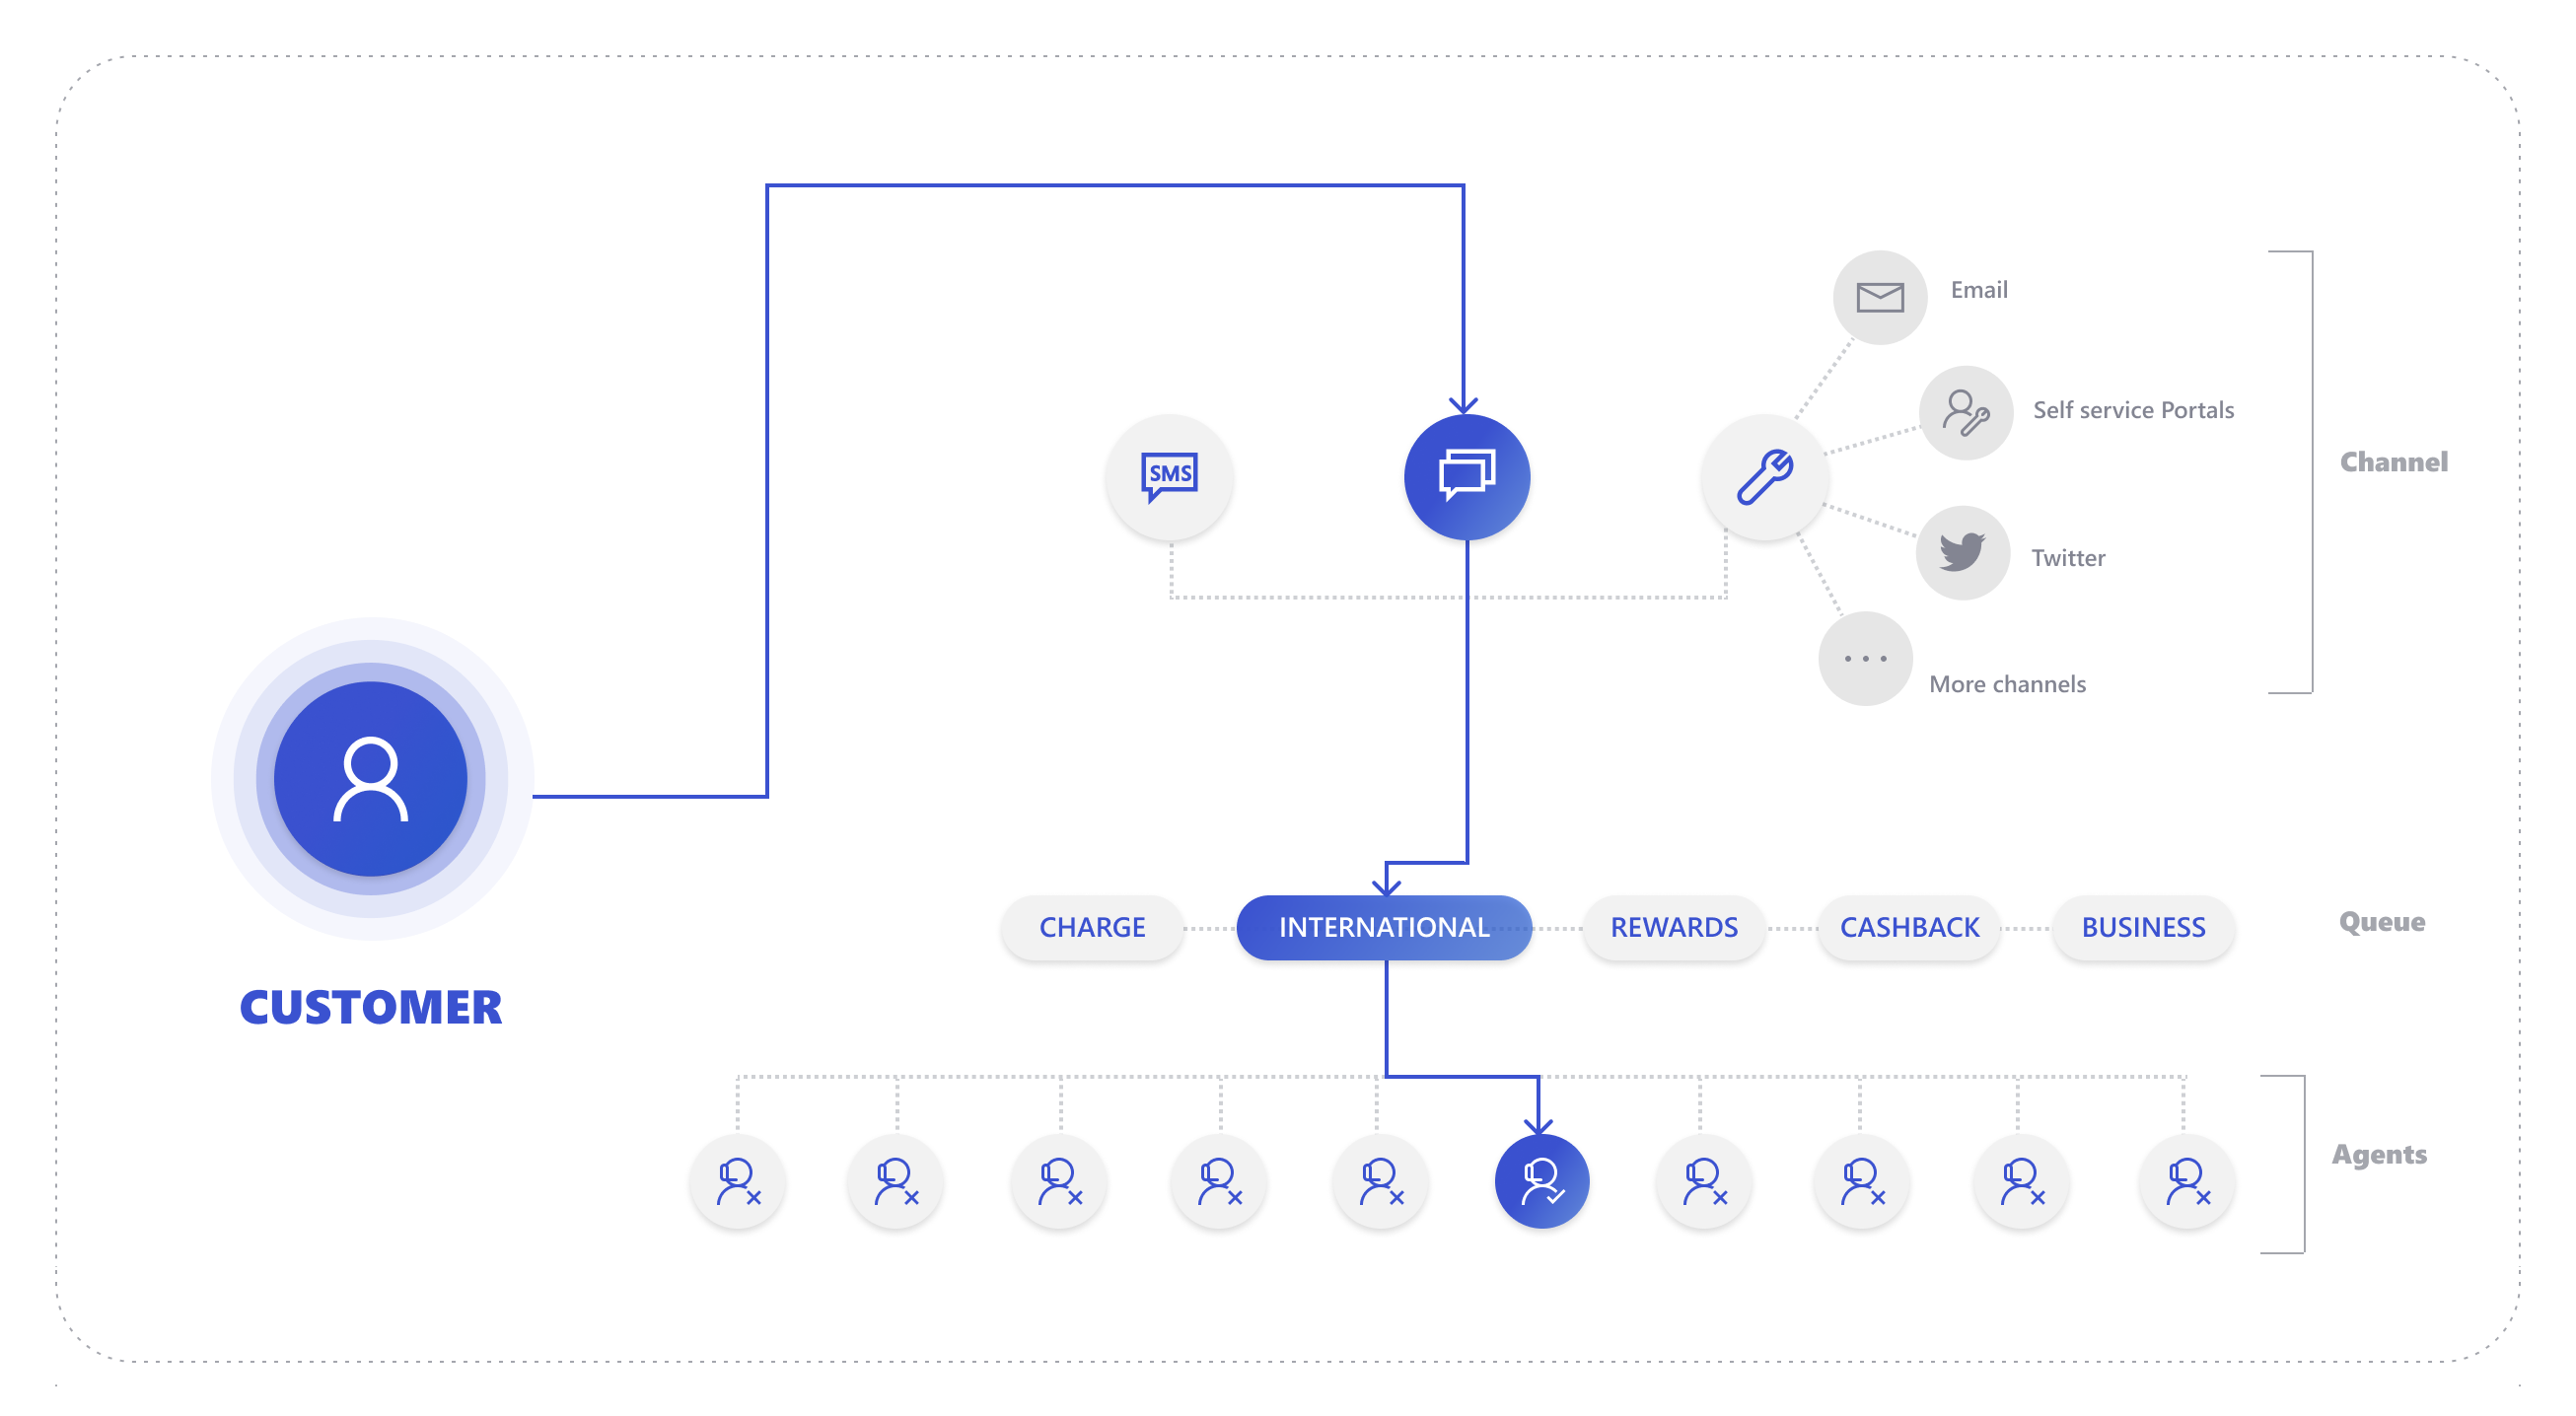 Email
Self service Portals
SMS
Channel
Twitter
More channels
CHARGE
INTERNATIONAL
REWARDS
CASHBACK
BUSINESS
Queue
CUSTOMER
Agents